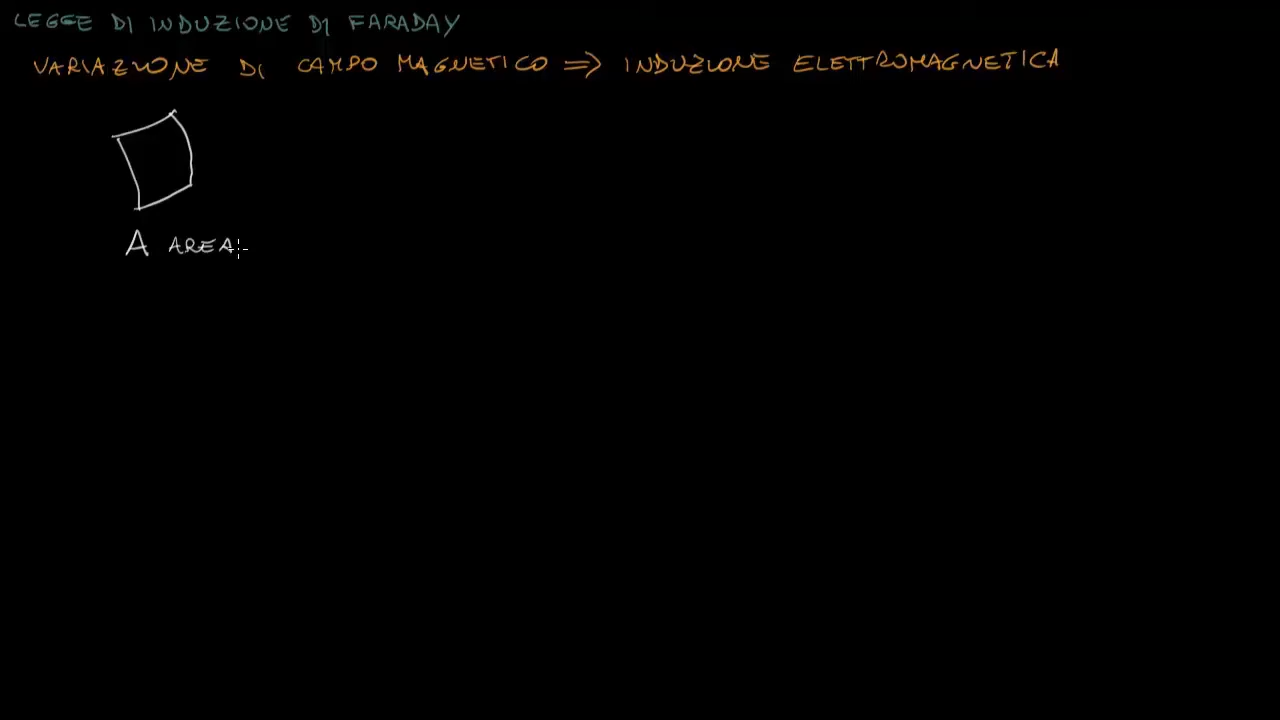 LEGGE DI INDUZIONE DI FARADAY
VARIAZIONE DI CAMPO MAGNETICO => INDUZIONE ELETTROMAGNETICA
A AREA